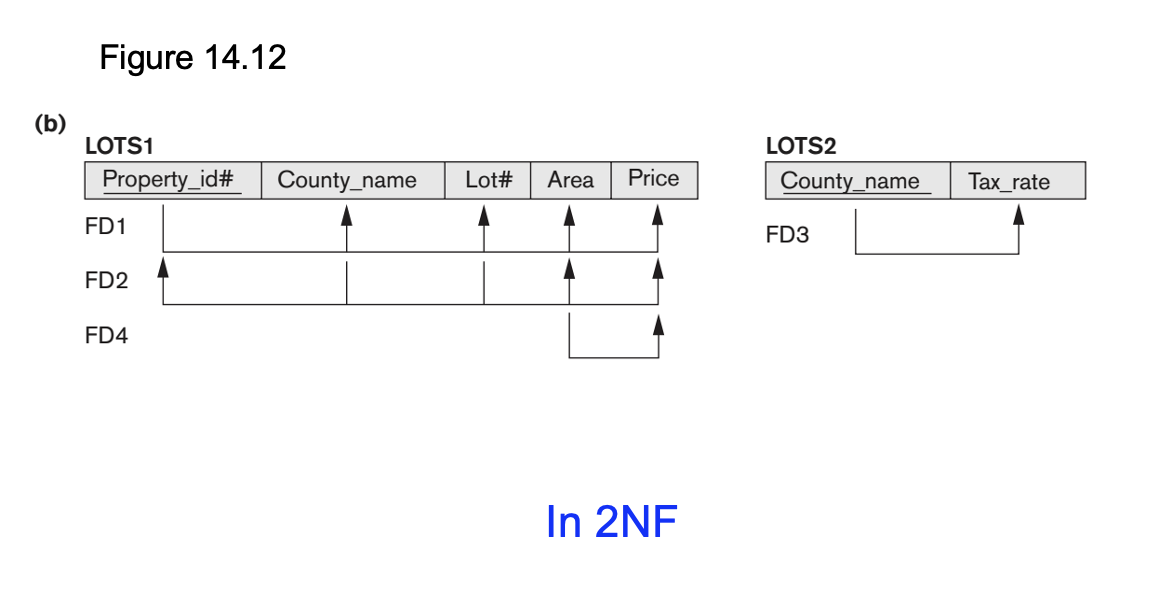 Figure 14.12
(b)
LOTS1
Property_id# County_name Lot# Area Price
FD1
FD2
FD4
LOTS2
County_name Tax_rate
FD3
In 2NF